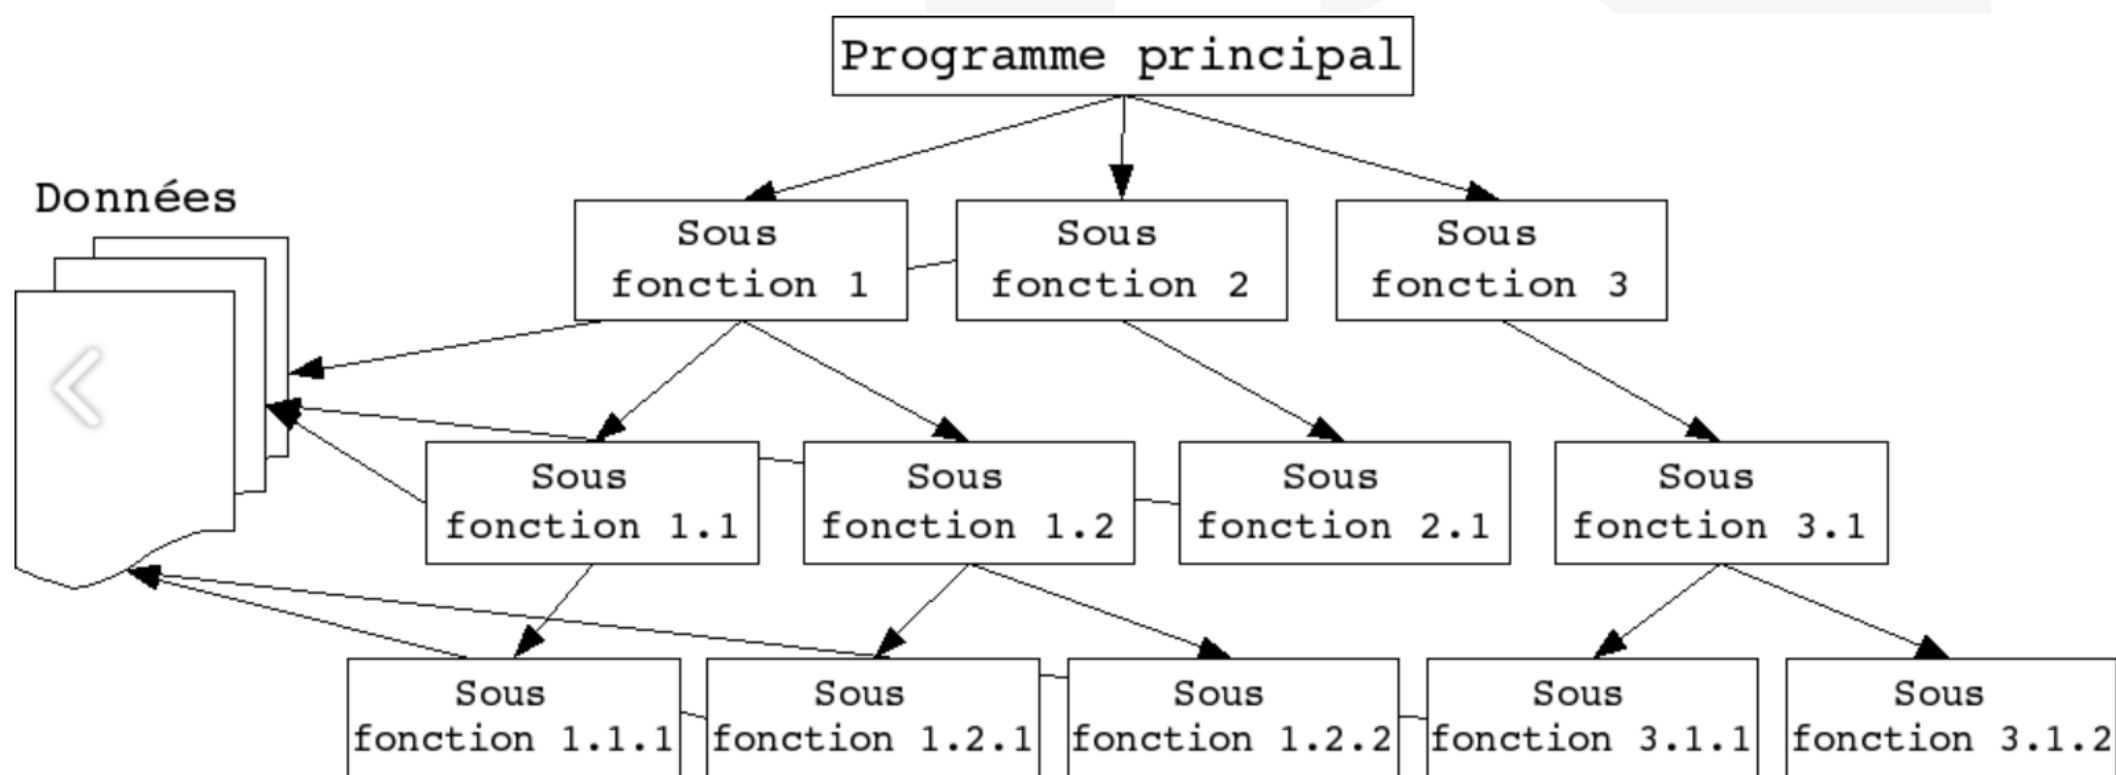 Programme principal
Données
Sous
fonction 1
Sous
fonction 2
Sous
fonction 3
Sous
fonction 1.1
Sous
fonction 1.2
Sous
fonction 2.1
Sous
fonction 3.1
Sous
fonction 1.1.1
Sous
fonction 1.2.1
Sous
fonction 1.2.2
Sous
fonction 3.1.1
Sous
fonction 3.1.2